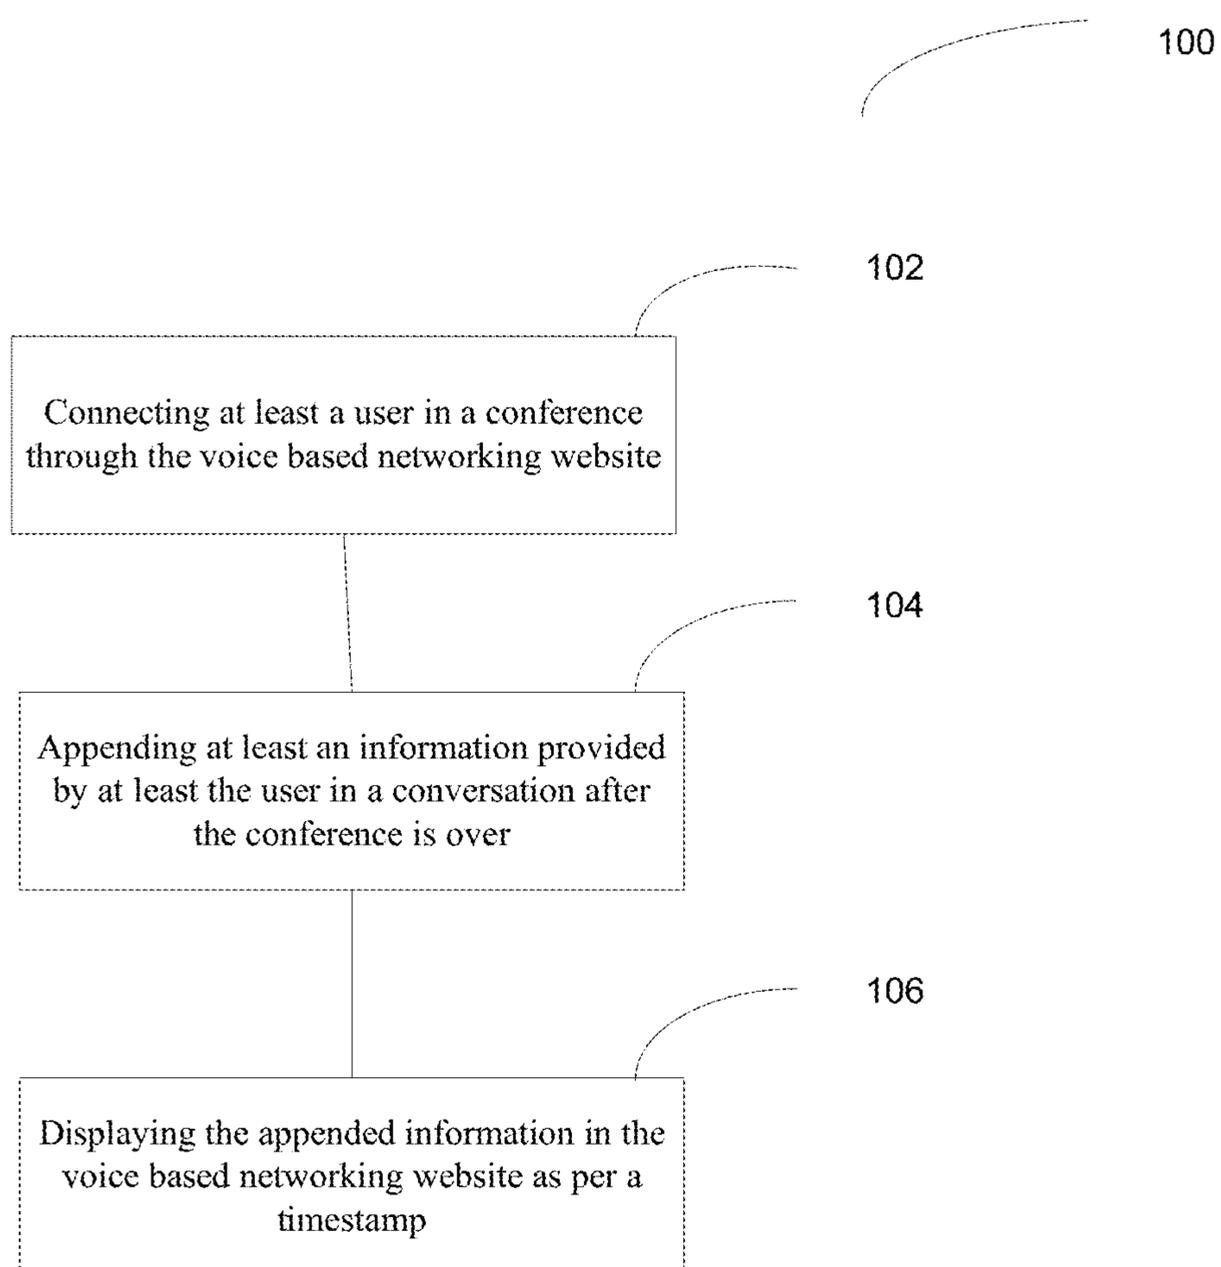 100
102
Connecting at least a user in a conference
through the voice based networking website
104
Appending at least an information provided
by at least the user in a conversation after
the conference is over
106
Displaying the appended information in the
voice based networking website as per a
timestamp